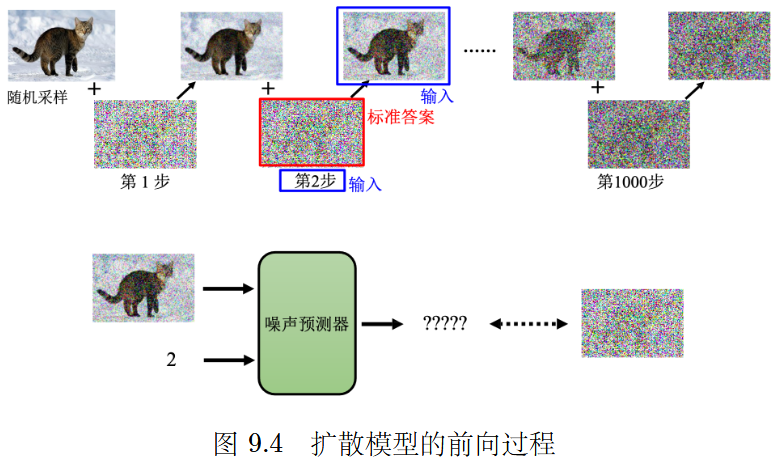 随机采样
+
+
······
+
输入
标准答案
第 1 步
第2步
输入
第1000步
噪声预测器
?????
2
图 9.4 扩散模型的前向过程